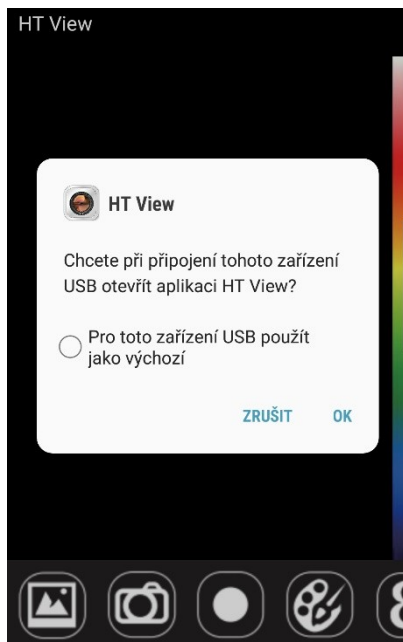 HT View
HT View
Chcete při připojení tohoto zařízení
USB otevřít aplikaci HT View?
Pro toto zařízení USB použít
jako výchozí
ZRUŠIT OK